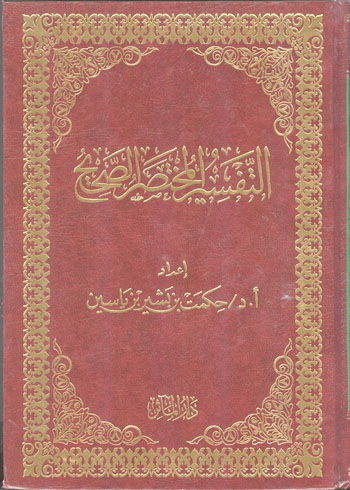 التفسير المختصر الصحيح
إعداد
أ.د/حكمت بن بشير بن ياسين
دار المآثر